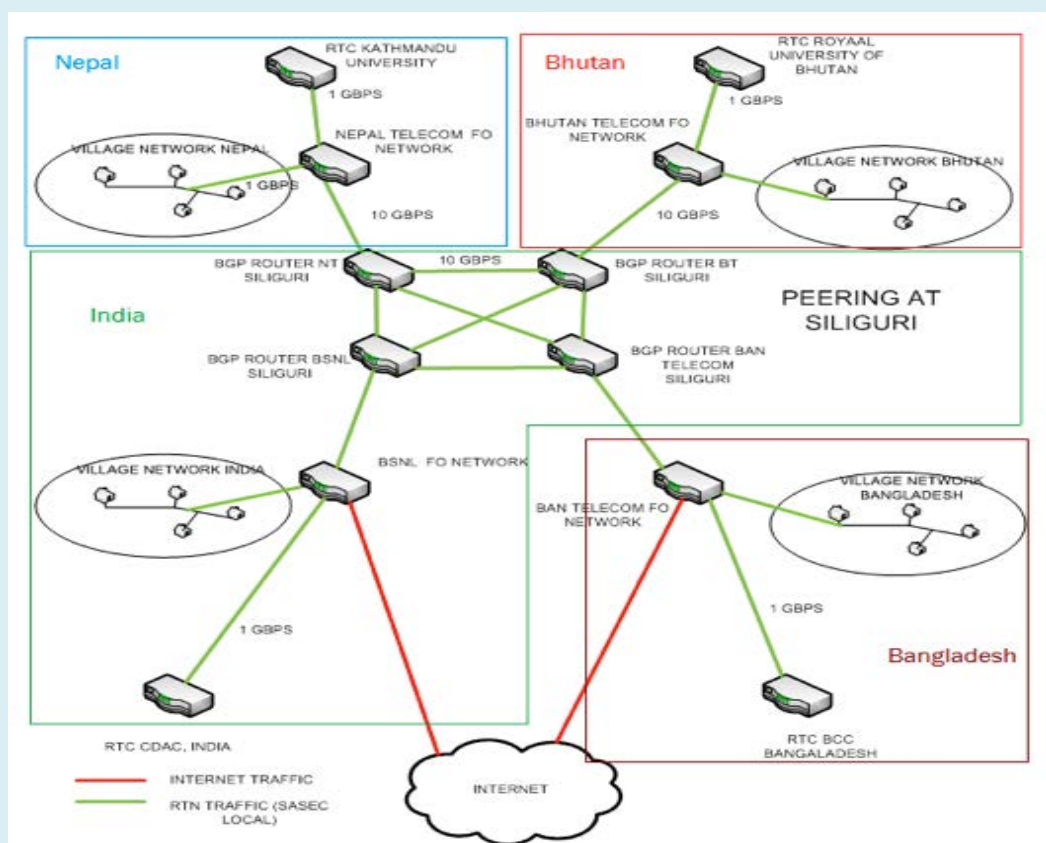 Nepal
RTC KATHMANDU
UNIVERSITY
1 GBPS
NEPAL TELECOM FO
NETWORK
VILLAGE NETWORK NEPAL
1 GBPS
10 GBPS
Bhutan
RTC ROYAAL
UNIVERSITY OF
BHUTAN
1 GBPS
BHUTAN TELECOM FO
NETWORK
VILLAGE NETWORK BHUTAN
10 GBPS
BGP ROUTER NT
SILIGURI
10 GBPS
BGP ROUTER BT
SILIGURI
PEERING AT
SILIGURI
India
BGP ROUTER BSNL
SILIGURI
BGP ROUTER BAN
TELECOM
SILIGURI
VILLAGE NETWORK INDIA
BSNL FO NETWORK
BAN TELECOM FO
NETWORK
VILLAGE NETWORK
BANGLADESH
1 GBPS
1 GBPS
Bangladesh
RTC CDAC, INDIA
RTC BCC
BANGALADESH
INTERNET
INTERNET TRAFFIC
RTN TRAFFIC (SASEC
LOCAL)